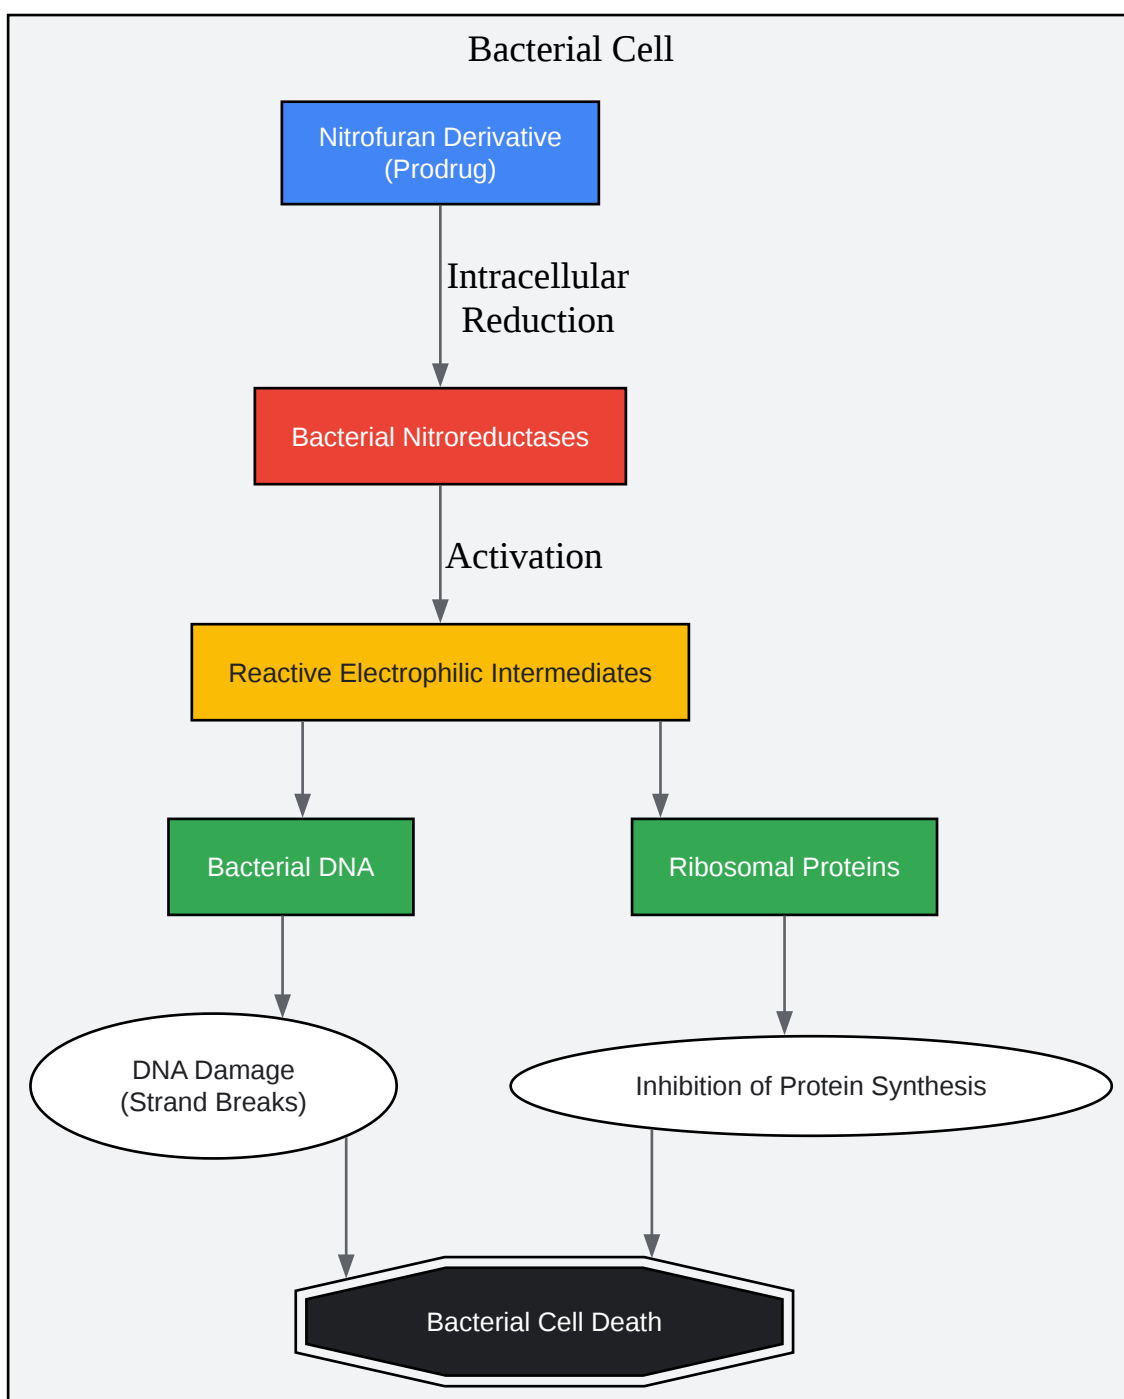 Bacterial Cell
Nitrofuran Derivative
(Prodrug)
Intracellular
Reduction
Bacterial Nitroreductases
Activation
Reactive Electrophilic Intermediates
Bacterial DNA
Ribosomal Proteins
DNA Damage
(Strand Breaks)
Inhibition of Protein Synthesis
Bacterial Cell Death